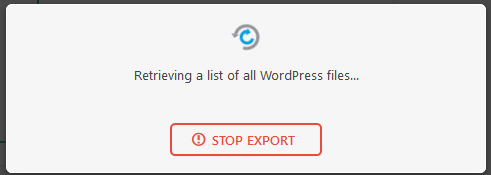 Retrieving a list of all WordPress files...
STOP EXPORT